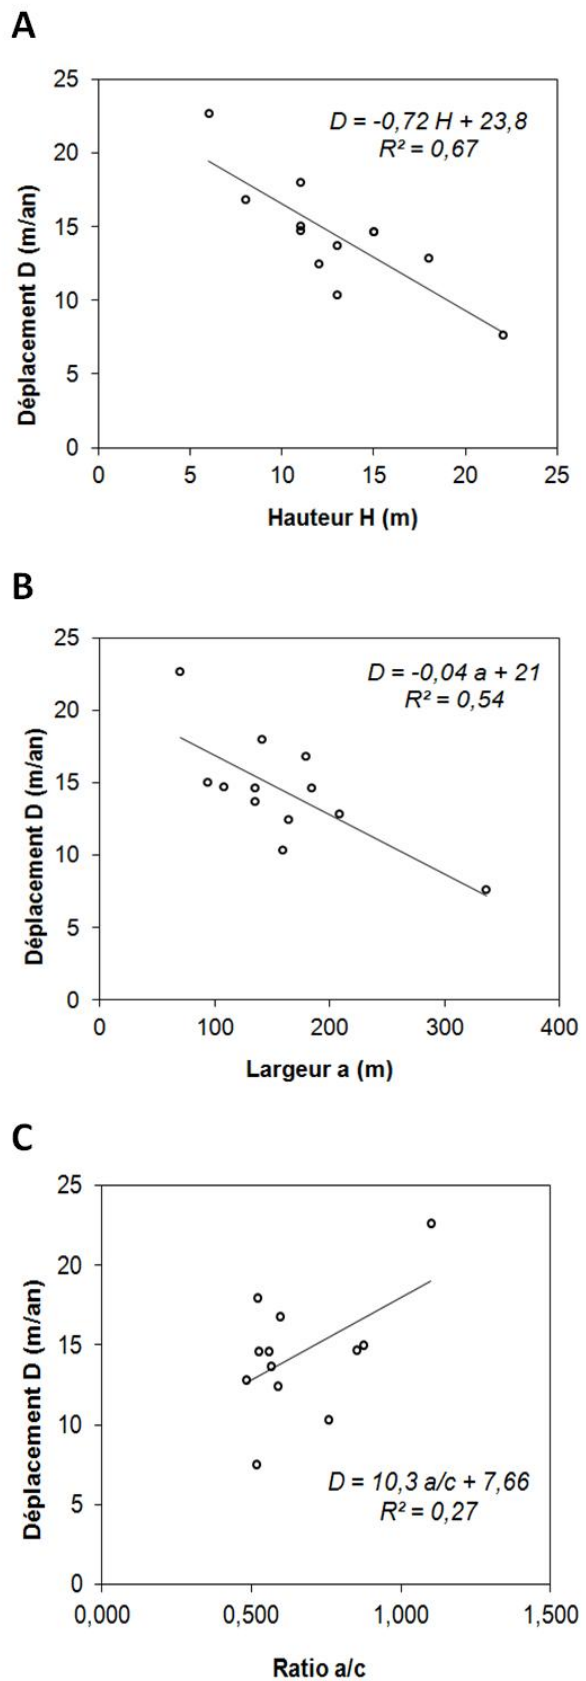 A
25
20
15
10
5
0
D = -0,72 H + 23,8
R² = 0,67
Déplacement D (m/an)
0 5 10 15 20 25
Hauteur H (m)
B
25
20
15
10
5
0
D = -0,04 a + 21
R² = 0,54
Déplacement D (m/an)
0 100 200 300 400
Largeur a (m)
C
25
20
15
10
5
0
D = 10,3 a/c + 7,66
R² = 0,27
Déplacement D (m/an)
0,000 0,500 1,000 1,500
Ratio a/c